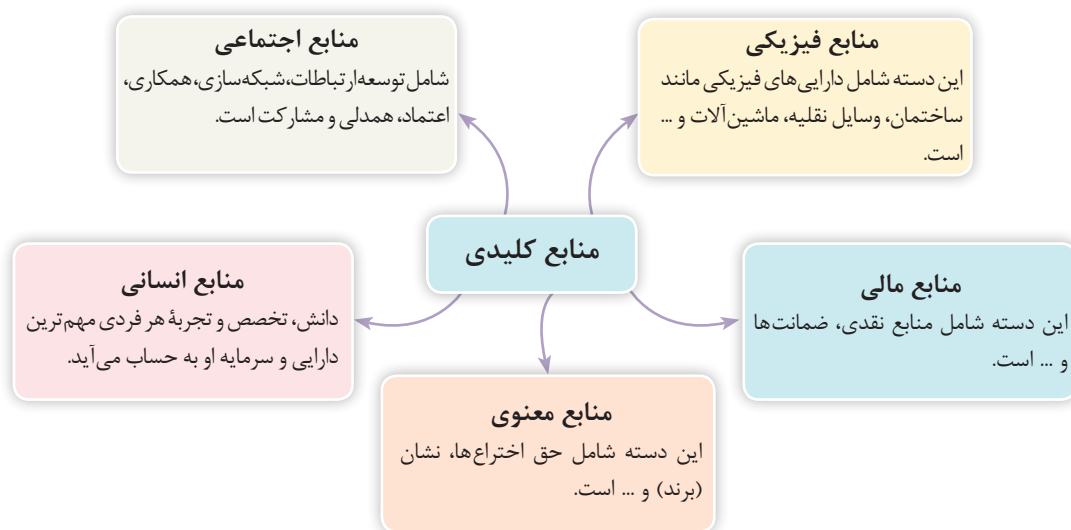 منابع فیزیکی
این دسته شامل دارایی‌های فیزیکی مانند
ساختمان، وسایل نقلیه، ماشین‌آلات و ...
است.
منابع اجتماعی
شامل توسعه ارتباطات، شبکه‌سازی، همکاری،
اعتماد، همدلی و مشارکت است.
منابع کلیدی
منابع مالی
این دسته شامل منابع نقدی، ضمانت‌ها
و ... است.
منابع انسانی
دانش، تخصص و تجربهٔ هر فردی مهم‌ترین
دارایی و سرمایه او به حساب می‌آید.
منابع معنوی
این دسته شامل حق اختراع‌ها، نشان
(برند) و ... است.